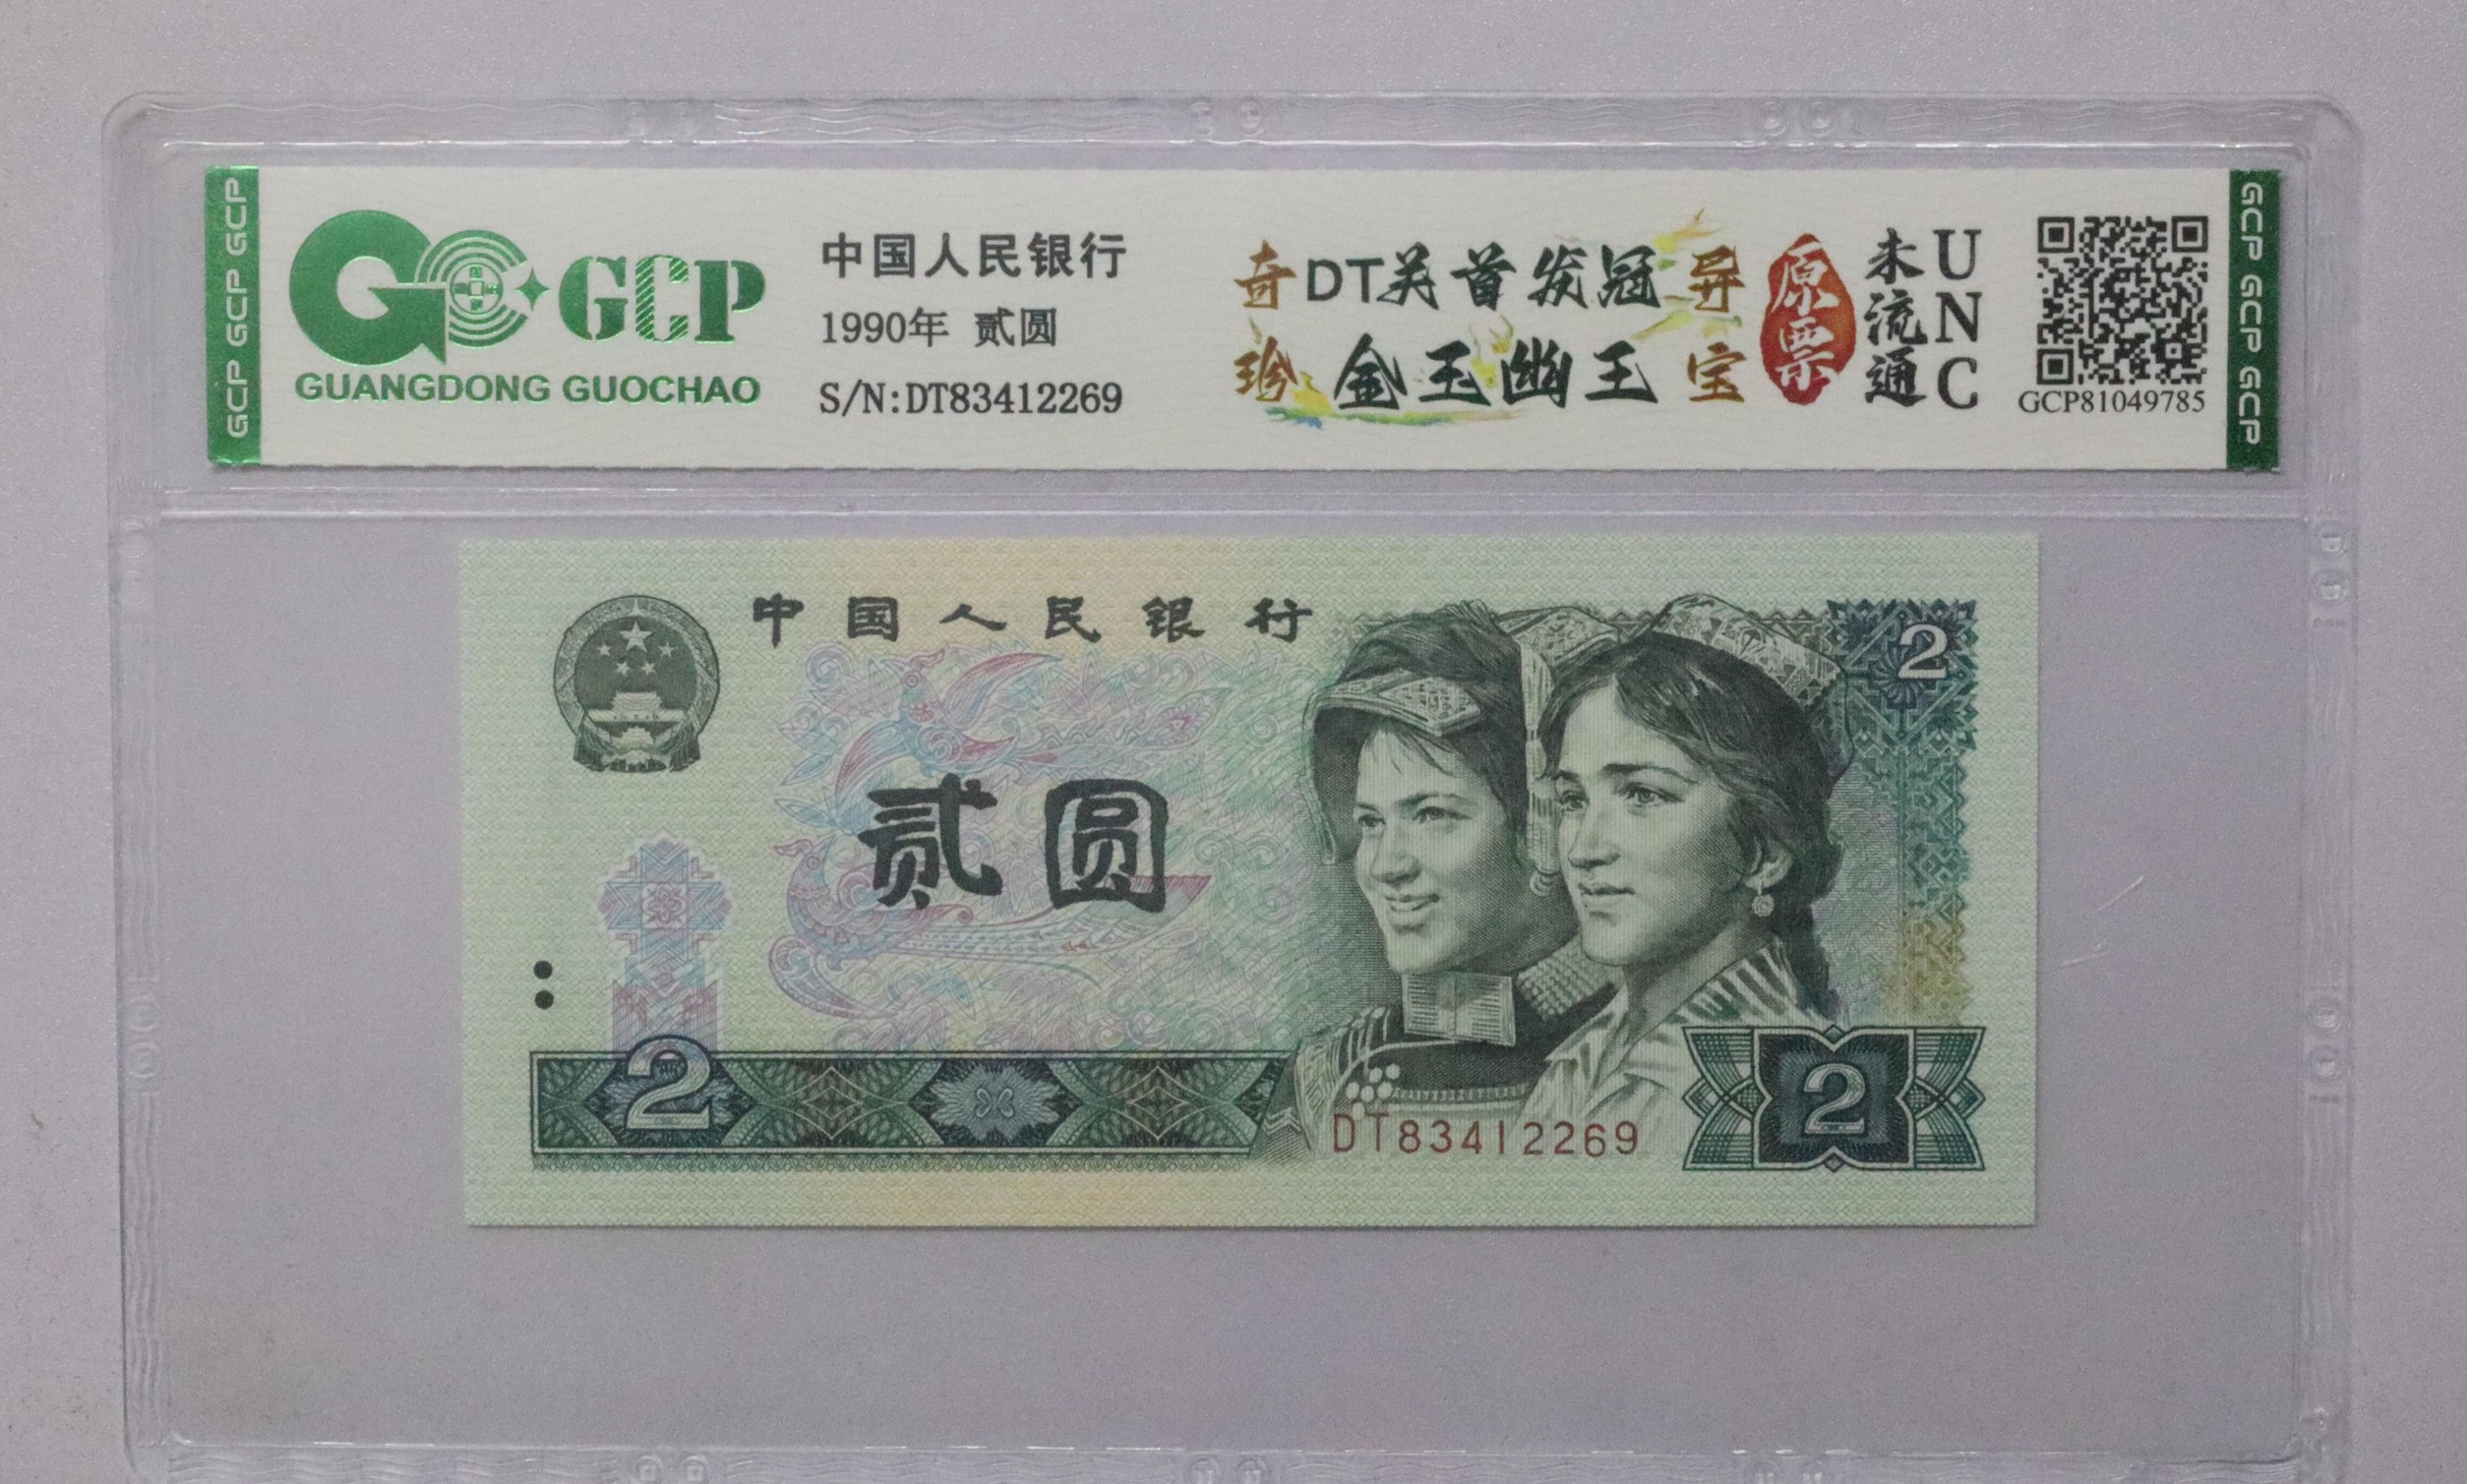 GCP GCP GCP
GCP
GUANGDONG GUOCHAO
中国人民银行
1990年 贰圆
S/N:DT83412269
奇珍
DT关首发冠
金玉幽王
异宝
原票
未流通
UNC
GCP81049785
GCP GCP GCP
中国人民银行
2
贰圆
2
DT83412269
2